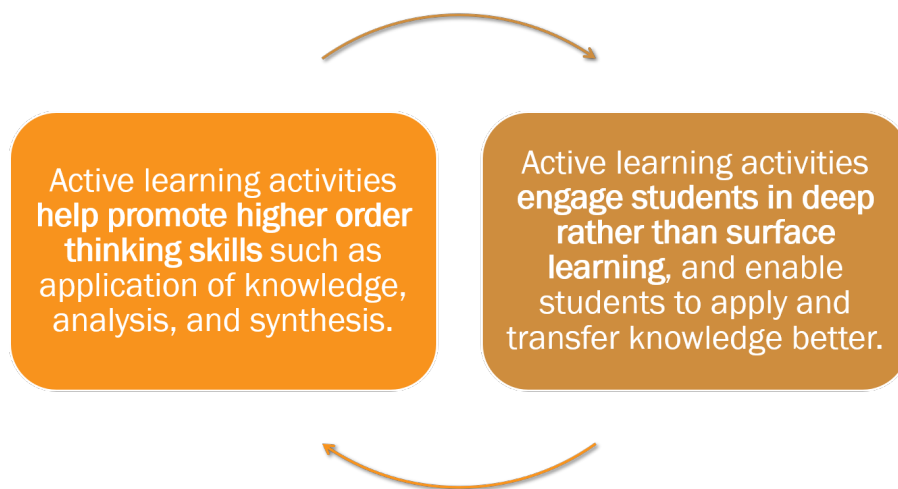 Active learning activities
help promote higher order
thinking skills such as
application of knowledge,
analysis, and synthesis.
Active learning activities
engage students in deep
rather than surface
learning, and enable
students to apply and
transfer knowledge better.